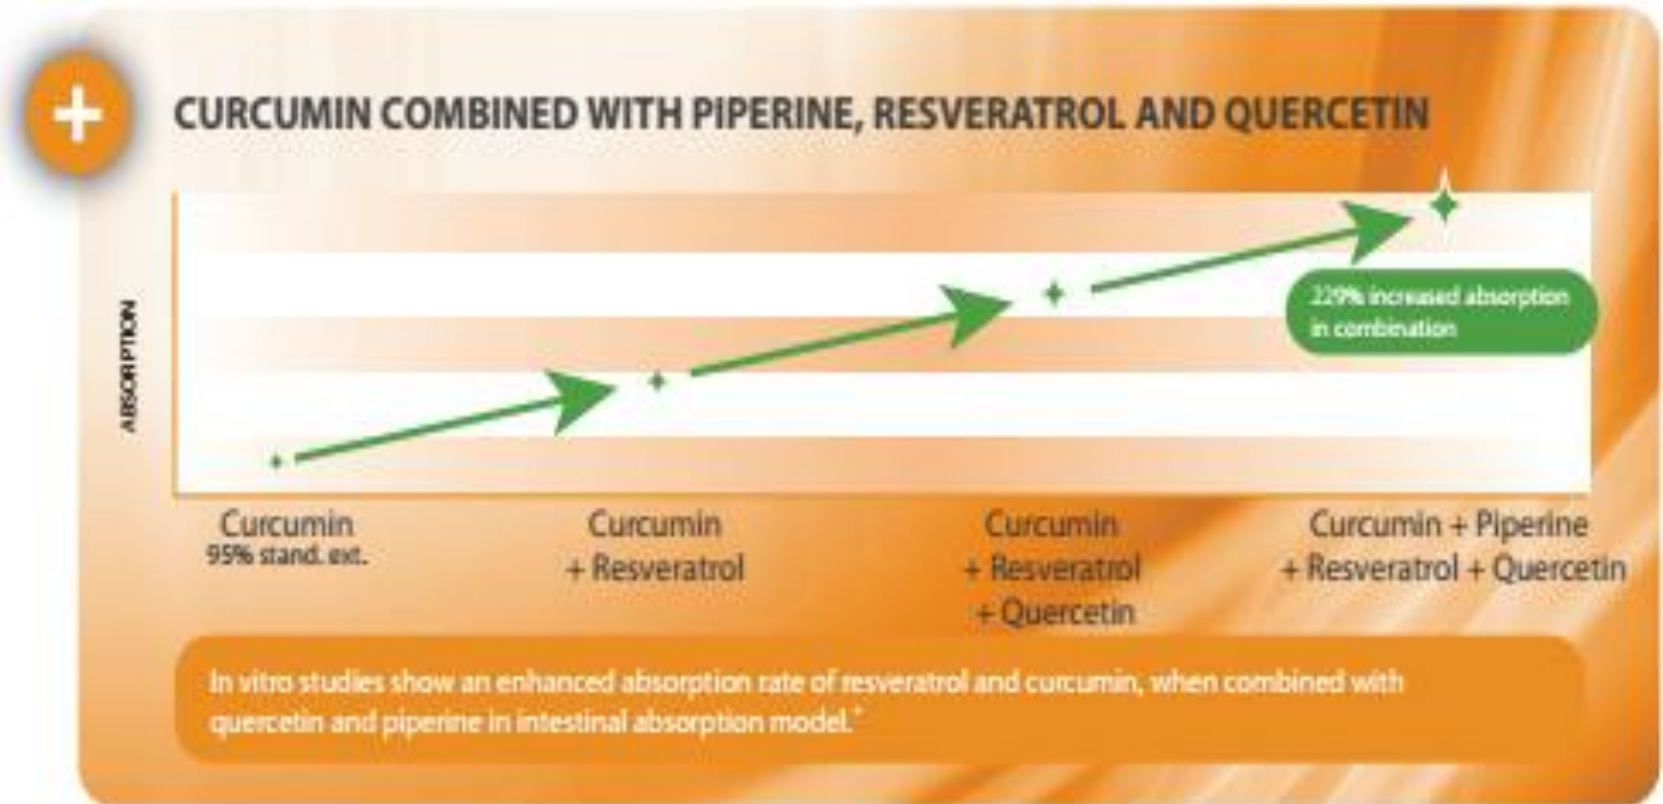 +
CURCUMIN COMBINED WITH PIPERINE, RESVERATROL AND QUERCETIN
ABSORPTION
229% increased absorption
in combination
Curcumin
95% stand. ext.
Curcumin
+ Resveratrol
Curcumin
+ Resveratrol
+ Quercetin
Curcumin + Piperine
+ Resveratrol + Quercetin
In vitro studies show an enhanced absorption rate of resveratrol and curcumin, when combined with
quercetin and piperine in intestinal absorption model.*